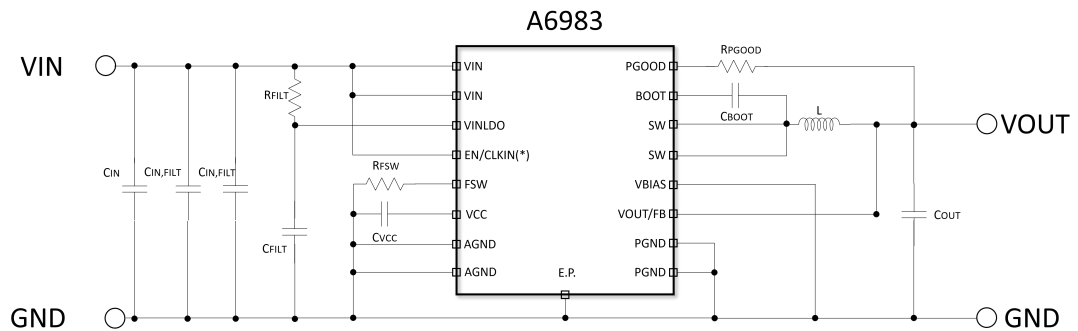 A6983
VIN
VIN
VIN
VINLDO
EN/CLKIN(*)
FSW
VCC
AGND
AGND
E.P.
PGOOD
BOOT
SW
SW
VBIAS
VOUT/FB
PGND
PGND
RPGOOD
CBOOT
L
VOUT
COUT
RFILT
RFSW
CIN
CIN,FILT
CIN,FILT
CFILT
CVCC
GND
GND